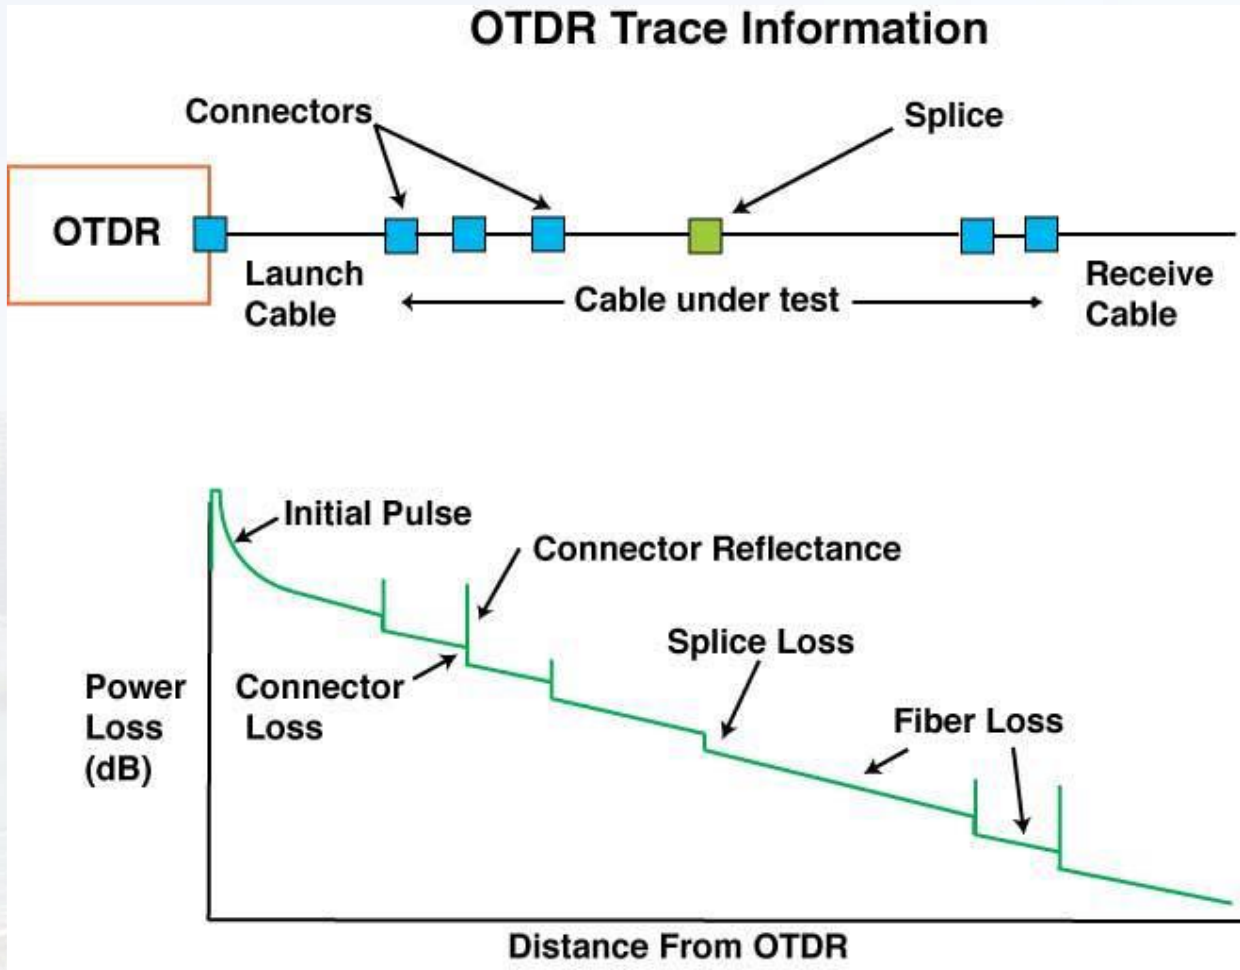 OTDR Trace Information
Connectors
Splice
OTDR
Launch
Cable
Cable under test
Receive
Cable
Initial Pulse
Connector Reflectance
Splice Loss
Power
Loss
(dB)
Connector
Loss
Fiber Loss
Distance From OTDR